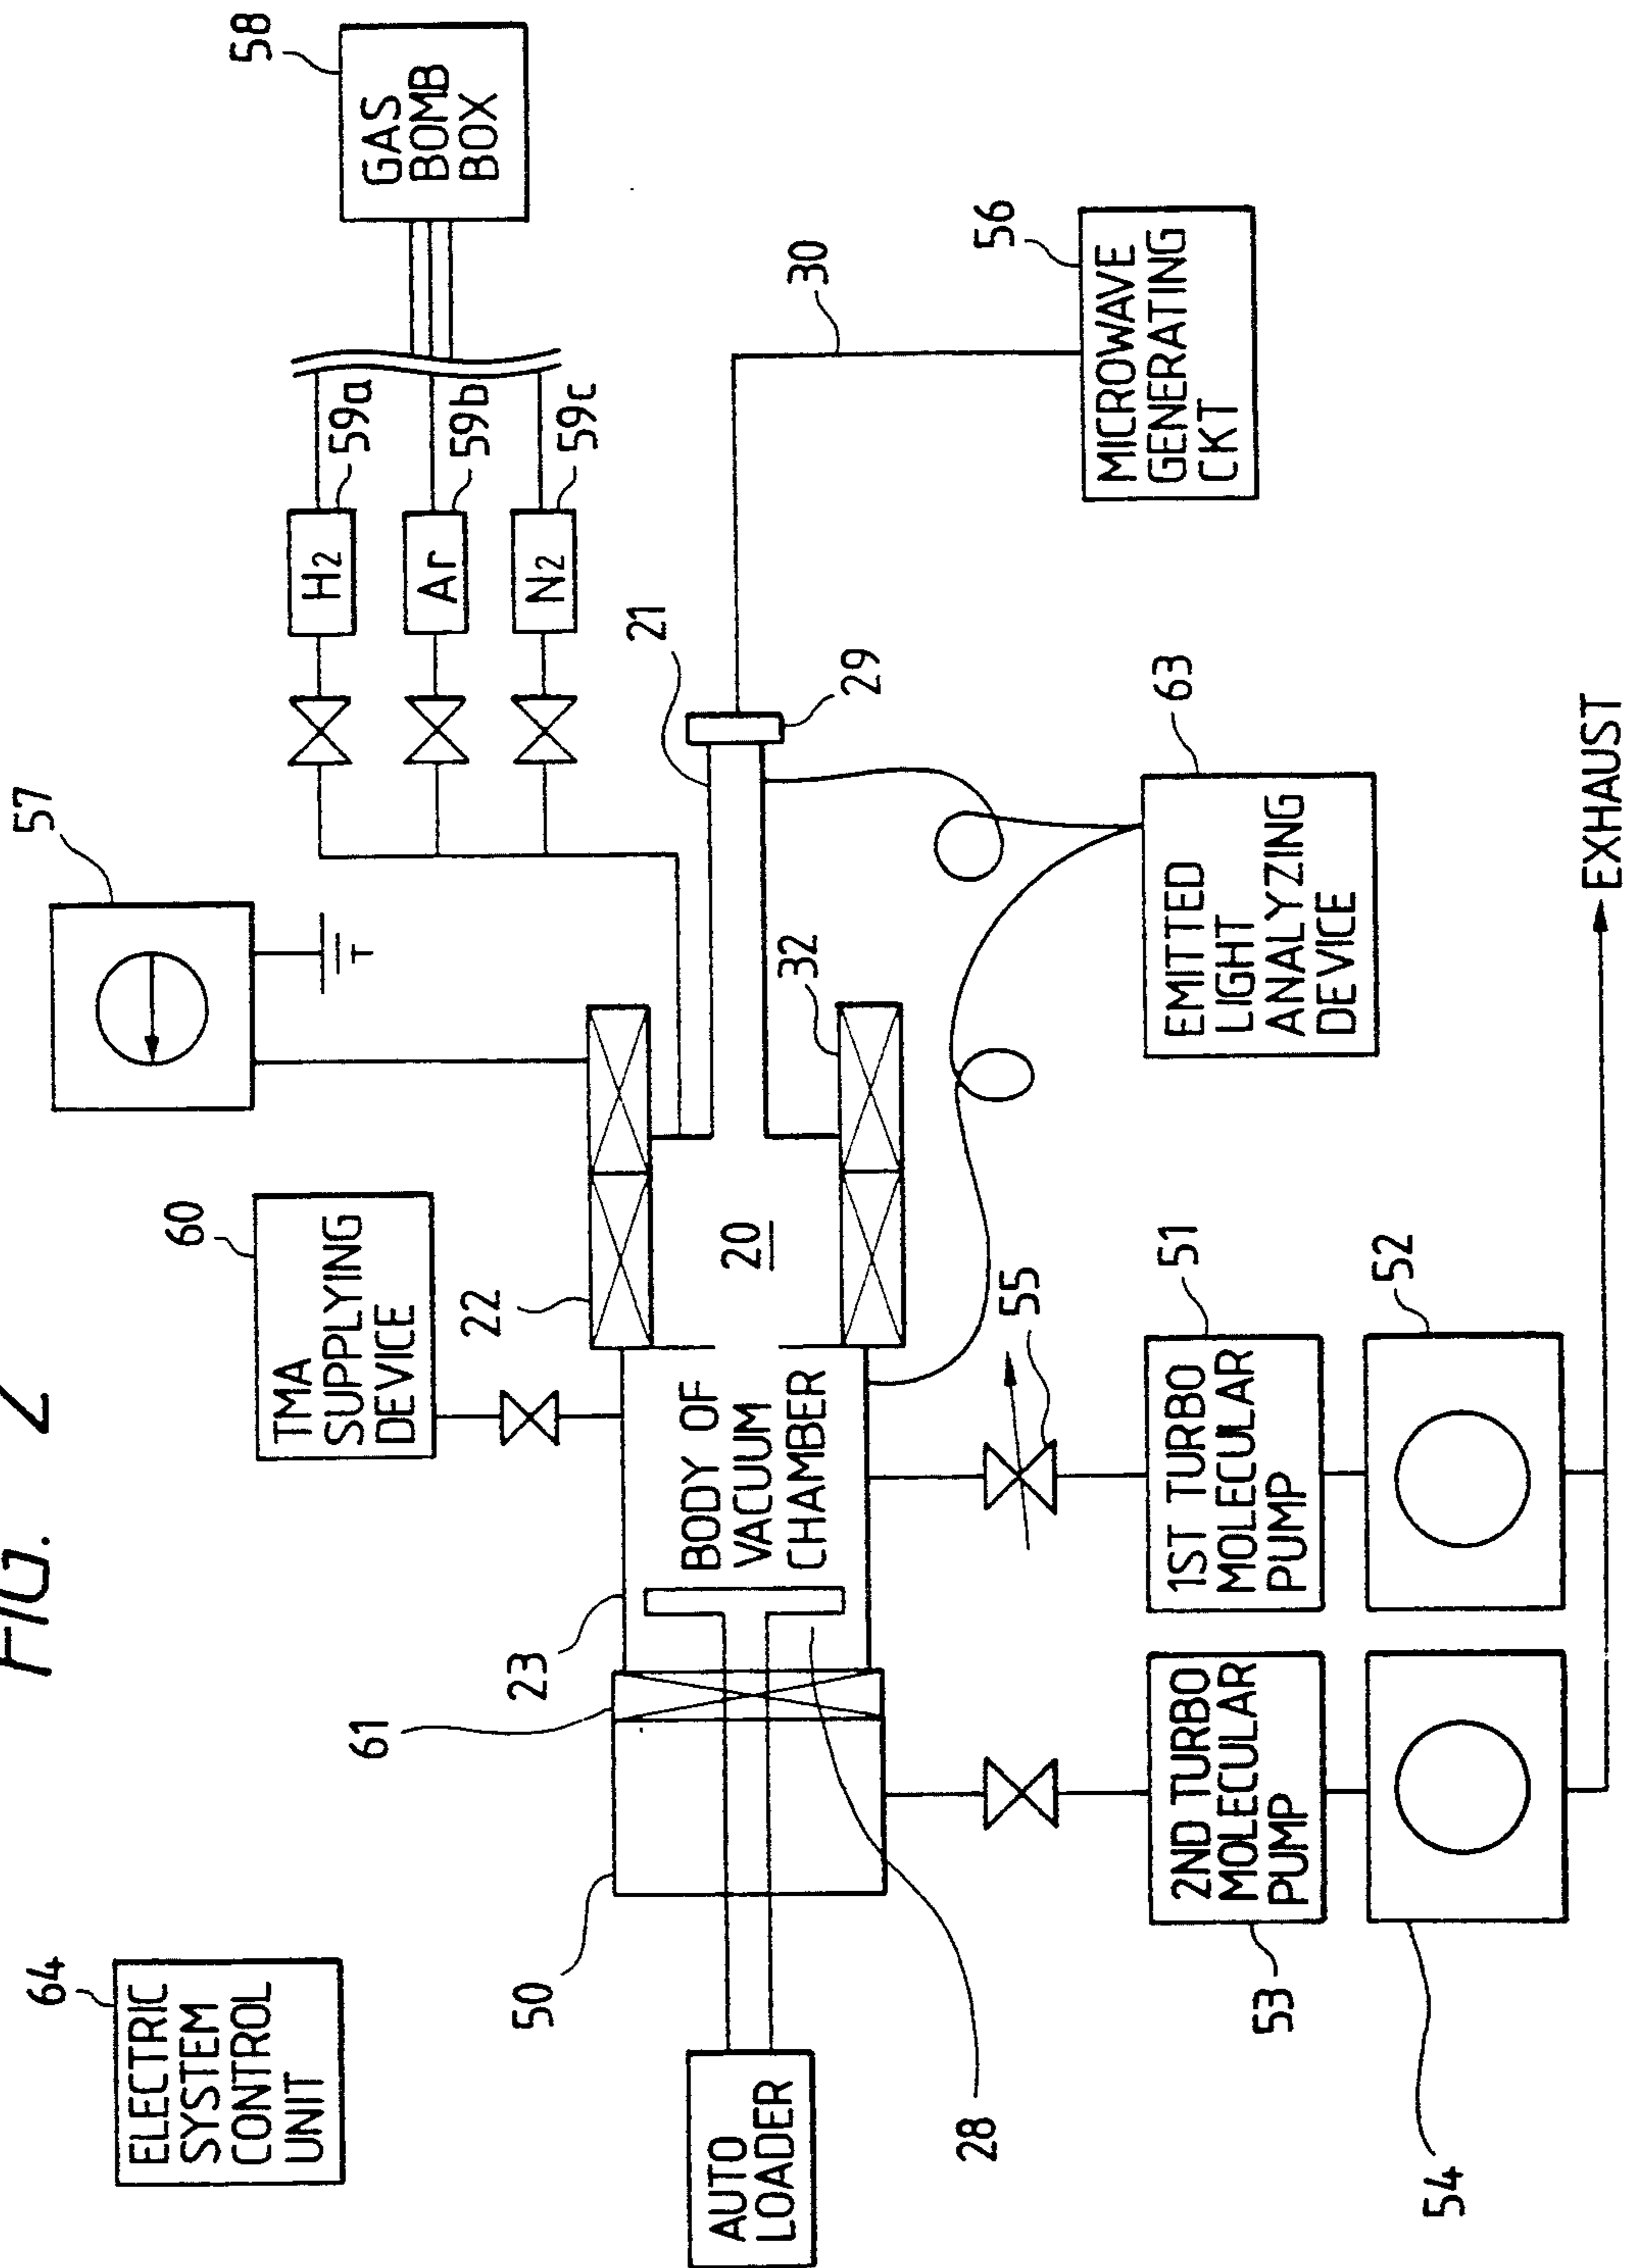 FIG. 2
64
ELECTRIC
SYSTEM
CONTROL
UNIT
60
TMA
SUPPLYING
DEVICE
57
58
GAS
BOMB
BOX
H2
59a
Ar
59b
N2
59c
AUTO
LOADER
50
61
23
28
BODY OF
VACUUM
CHAMBER
22
20
32
21
29
30
56
MICROWAVE
GENERATING
CKT
55
63
EMITTED
LIGHT
ANALYZING
DEVICE
53
2ND TURBO
MOLECULAR
PUMP
51
1ST TURBO
MOLECULAR
PUMP
54
52
EXHAUST